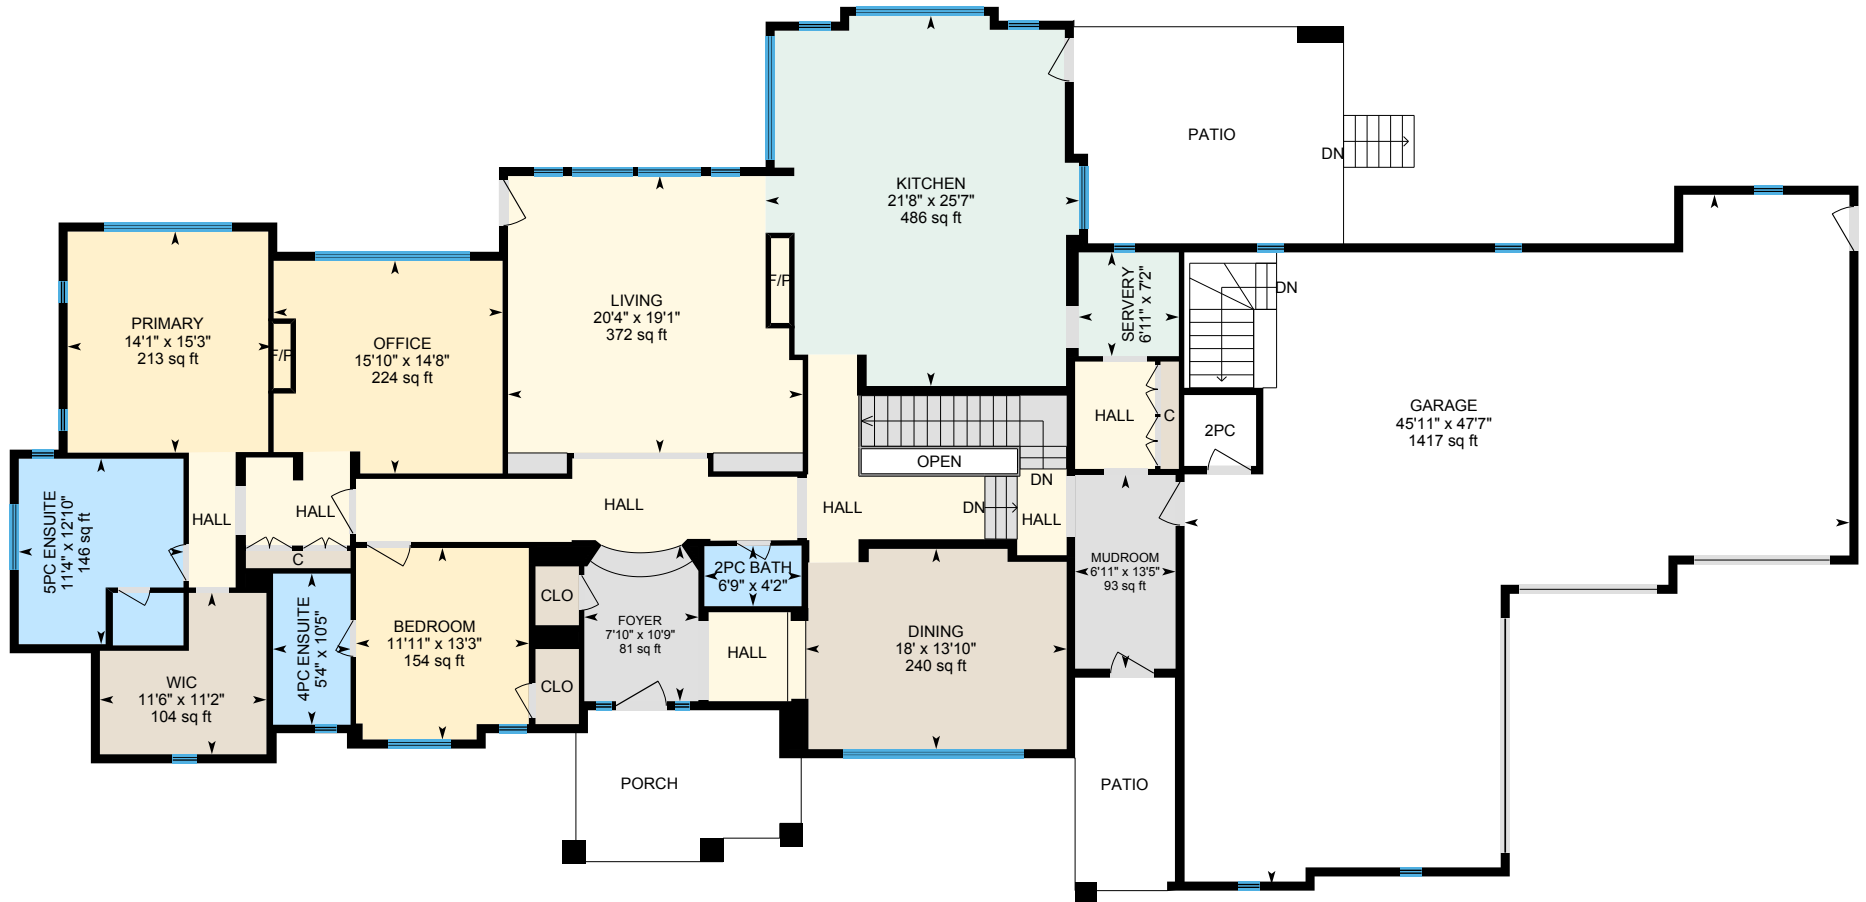 PATIO
DN
KITCHEN
21'8" x 25'7"
486 sq ft
SERVERY
6'11" x 7'2"
DN
F/P
LIVING
20'4" x 19'1"
372 sq ft
PRIMARY
14'1" x 15'3"
213 sq ft
F/P
OFFICE
15'10" x 14'8"
224 sq ft
GARAGE
45'11" x 47'7"
1417 sq ft
HALL
C
2PC
OPEN
DN
DN
HALL
HALL
HALL
HALL
HALL
C
5PC ENSUITE
11'4" x 12'10"
146 sq ft
MUDROOM
6'11" x 13'5"
93 sq ft
2PC BATH
6'9" x 4'2"
CLO
FOYER
7'10" x 10'9"
81 sq ft
BEDROOM
11'11" x 13'3"
154 sq ft
4PC ENSUITE
5'4" x 10'5"
DINING
18' x 13'10"
240 sq ft
HALL
CLO
WIC
11'6" x 11'2"
104 sq ft
PORCH
PATIO